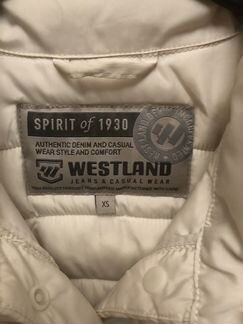 SPIRIT of 1930
AUTHENTIC DENIM AND CASUAL
WEAR STYLE AND COMFORT
WESTLAND
JEANS & CASUAL WEAR
XS